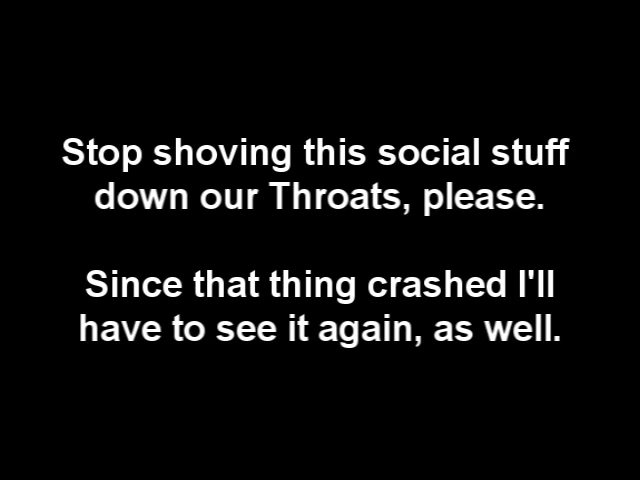 Stop shoving this social stuff
down our Throats, please.
Since that thing crashed I'll
have to see it again, as well.